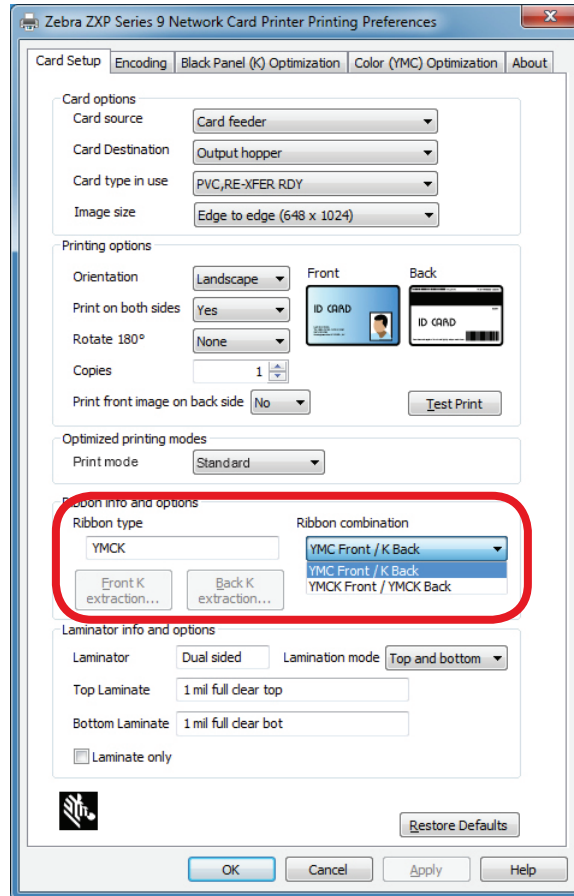 Zebra ZXP Series 9 Network Card Printer Printing Preferences
Card Setup Encoding Black Panel (K) Optimization Color (YMC) Optimization About
Card options
Card source Card feeder
Card Destination Output hopper
Card type in use PVC,RE-XFER RDY
Image size Edge to edge (648 x 1024)
Printing options
Orientation Landscape Front Back
Print on both sides Yes ID CARD ID CARD
Rotate 180° None
Copies 1
Print front image on back side No Test Print
Optimized printing modes
Print mode Standard
Ribbon info and options
Ribbon type Ribbon combination
YMCK YMC Front / K Back
YMC Front / K Back
YMCK Front / YMCK Back
Front K Back K
extraction... extraction...
Laminator info and options
Laminator Dual sided Lamination mode Top and bottom
Top Laminate 1 mil full clear top
Bottom Laminate 1 mil full clear bot
Laminate only
Restore Defaults
OK Cancel Apply Help